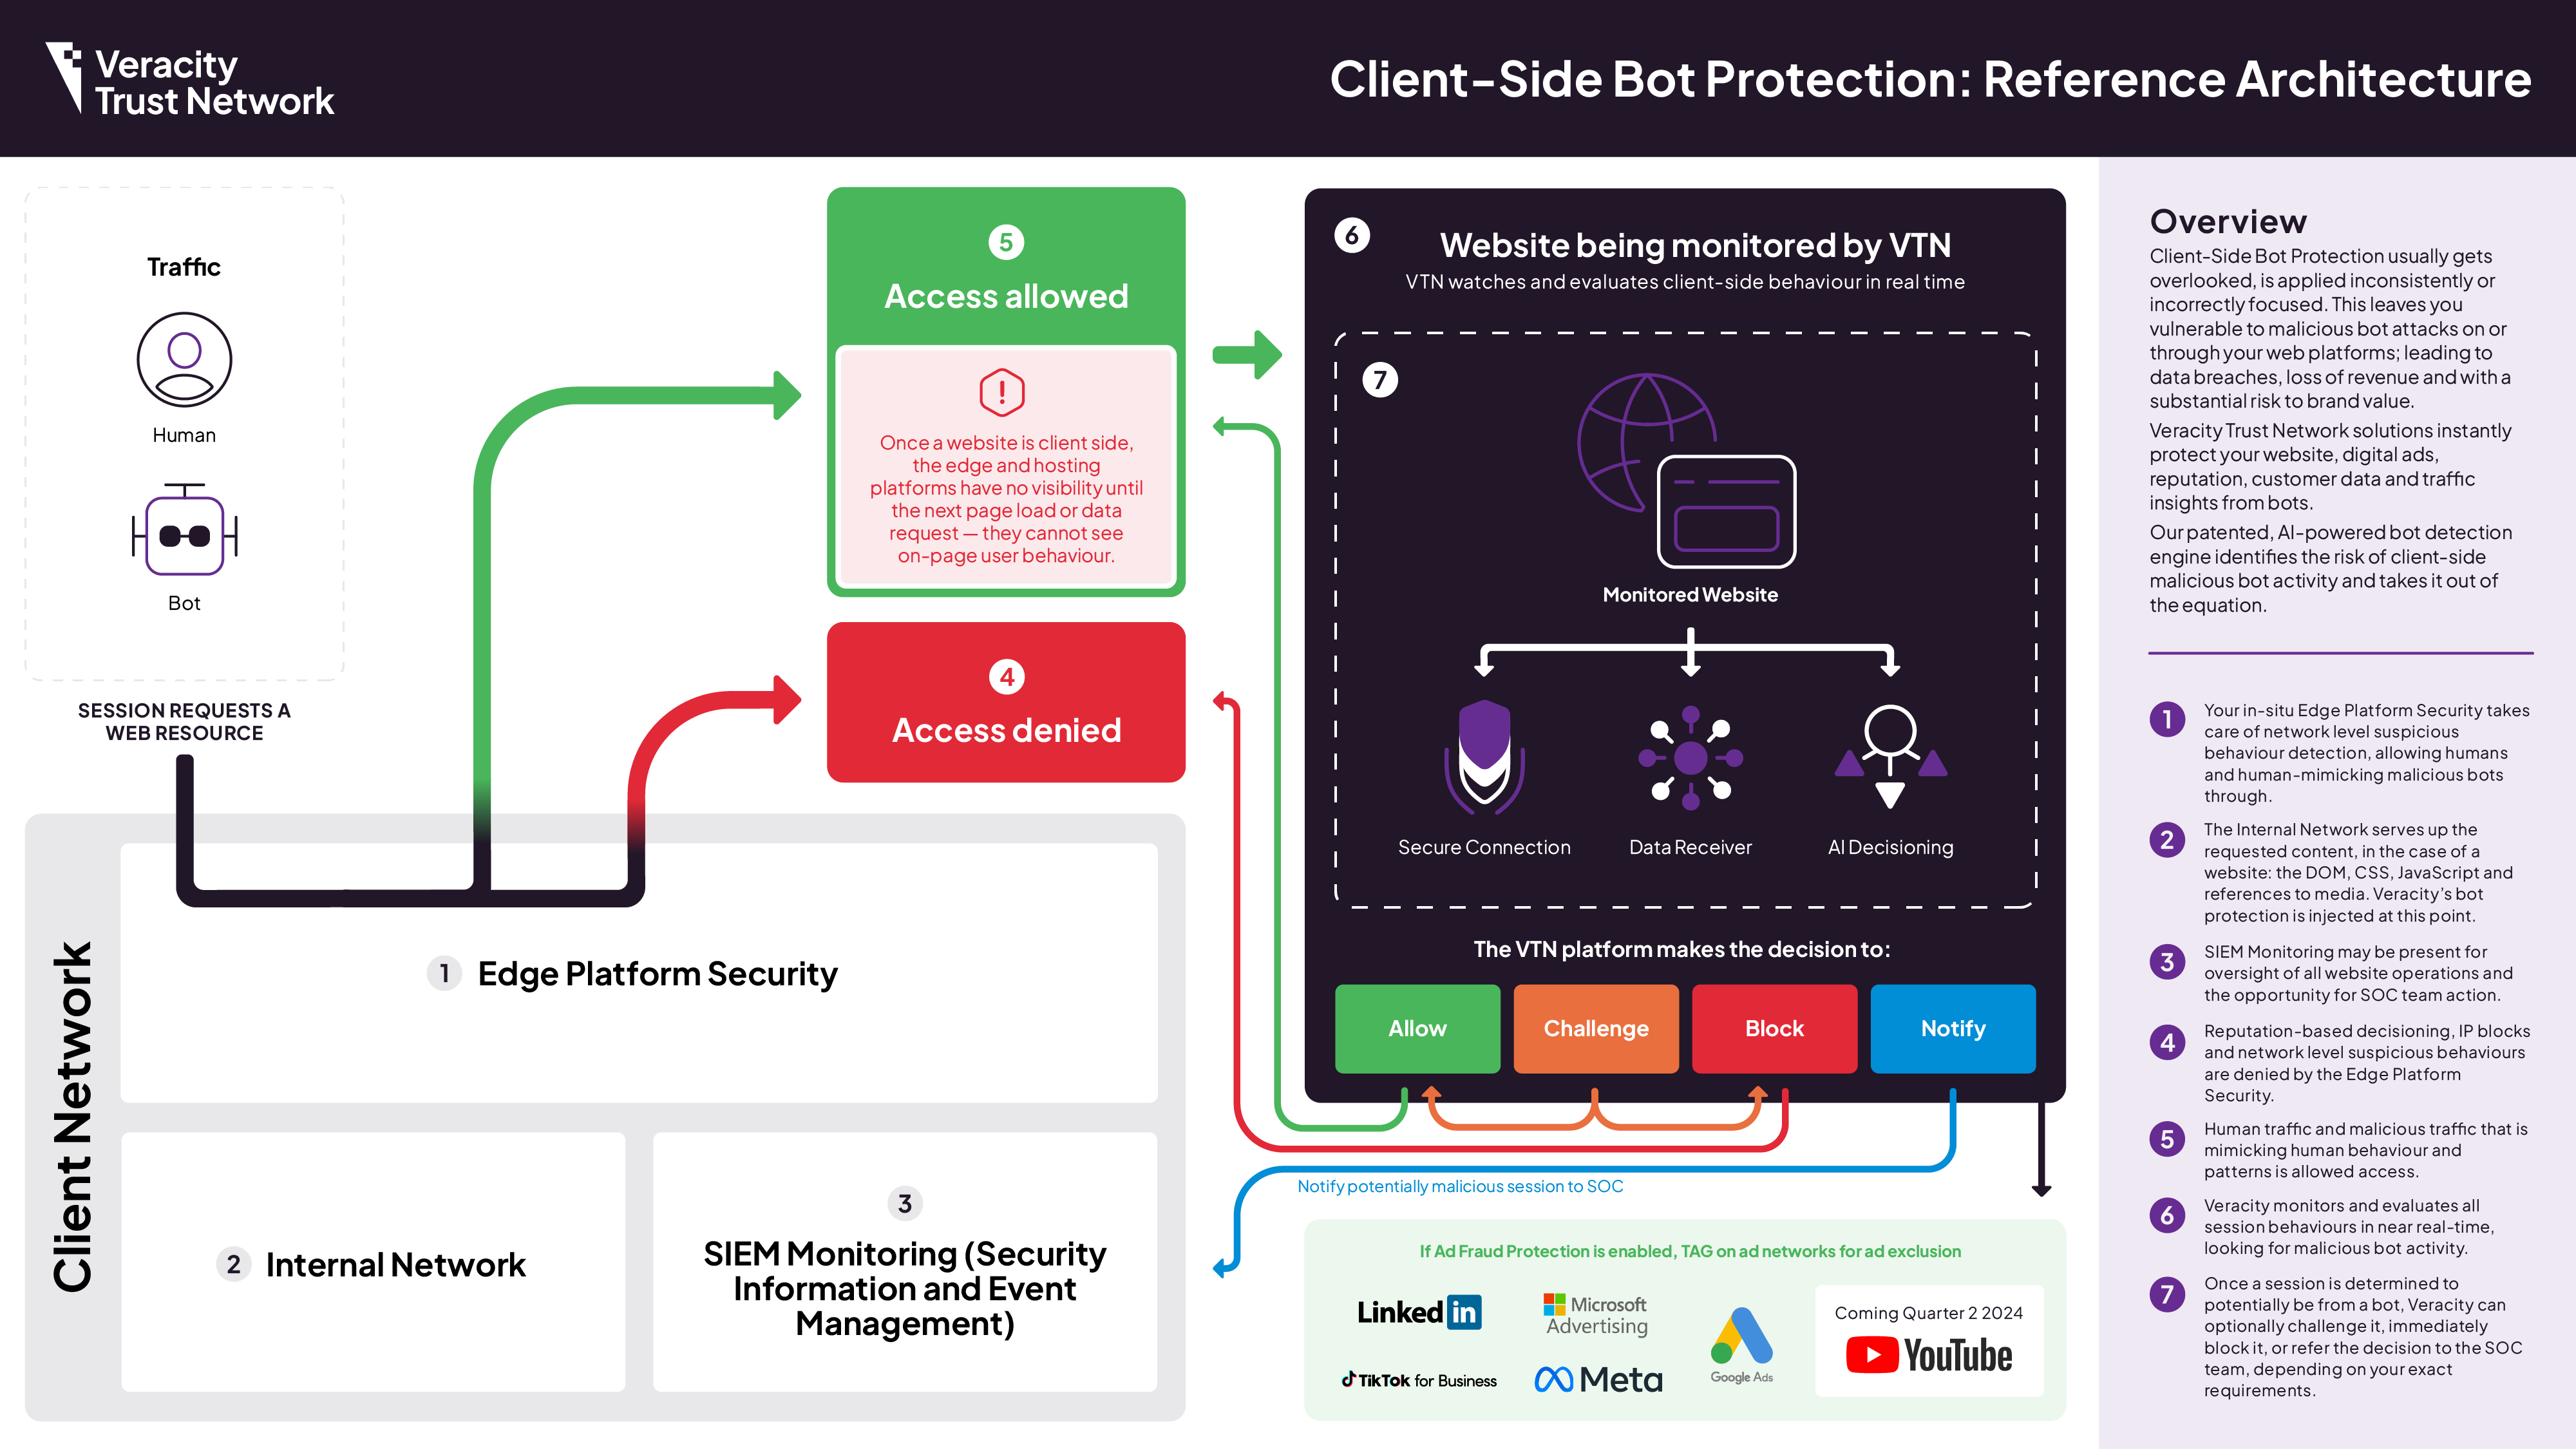 Veracity
Trust Network
Client-Side Bot Protection: Reference Architecture
Traffic
Human
Bot
SESSION REQUESTS A
WEB RESOURCE
5
Access allowed
Once a website is client side,
the edge and hosting
platforms have no visibility until
the next page load or data
request — they cannot see
on-page user behaviour.
4
Access denied
Client Network
1 Edge Platform Security
2 Internal Network
3
SIEM Monitoring (Security
Information and Event
Management)
6
Website being monitored by VTN
VTN watches and evaluates client-side behaviour in real time
7
Monitored Website
Secure Connection
Data Receiver
AI Decisioning
The VTN platform makes the decision to:
Allow
Challenge
Block
Notify
Notify potentially malicious session to SOC
If Ad Fraud Protection is enabled, TAG on ad networks for ad exclusion
Linked in
Microsoft
Advertising
TikTok for Business
Meta
Google Ads
Coming Quarter 2 2024
YouTube
Overview
Client-Side Bot Protection usually gets
overlooked, is applied inconsistently or
incorrectly focused. This leaves you
vulnerable to malicious bot attacks on or
through your web platforms; leading to
data breaches, loss of revenue and with a
substantial risk to brand value.
Veracity Trust Network solutions instantly
protect your website, digital ads,
reputation, customer data and traffic
insights from bots.
Our patented, AI-powered bot detection
engine identifies the risk of client-side
malicious bot activity and takes it out of
the equation.
1
Your in-situ Edge Platform Security takes
care of network level suspicious
behaviour detection, allowing humans
and human-mimicking malicious bots
through.
2
The Internal Network serves up the
requested content, in the case of a
website: the DOM, CSS, JavaScript and
references to media. Veracity's bot
protection is injected at this point.
3
SIEM Monitoring may be present for
oversight of all website operations and
the opportunity for SOC team action.
4
Reputation-based decisioning, IP blocks
and network level suspicious behaviours
are denied by the Edge Platform
Security.
5
Human traffic and malicious traffic that is
mimicking human behaviour and
patterns is allowed access.
6
Veracity monitors and evaluates all
session behaviours in near real-time,
looking for malicious bot activity.
7
Once a session is determined to
potentially be from a bot, Veracity can
optionally challenge it, immediately
block it, or refer the decision to the SOC
team, depending on your exact
requirements.